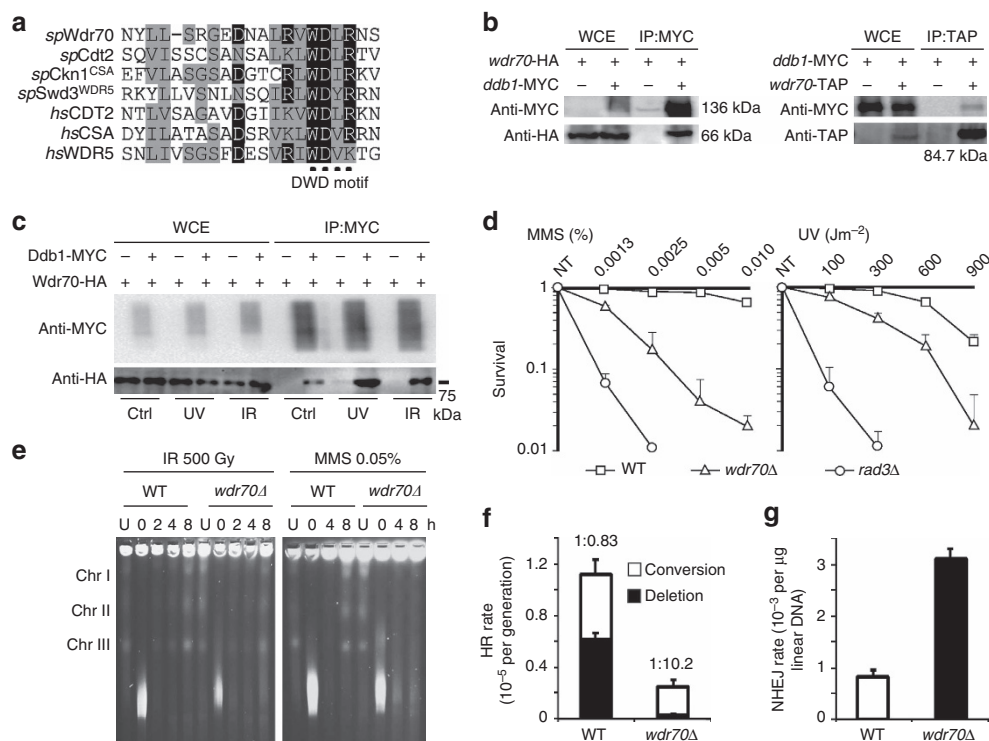 a
spWdr70 NYLL-SRGEDNALRVWDLRNS
spCdt2 SQVISSCSANSALKLWDLRTV
spCkn1CSA EFVLASGSADGTCRLWDIRKV
spSwd3WDR5 RKYLLVSNLNSQLRLWDYRSN
hsCDT2 NTLVSAGAVDGIIKVWDLRKN
hsCSA DYILATASADSRVKLWDVRRN
hsWDR5 SNLIVSGSFDESVRIWDVKTG
DWD motif
b
WCE IP:MYC
wdr70-HA + + + +
ddb1-MYC − + − +
Anti-MYC 136 kDa
Anti-HA 66 kDa
WCE IP:TAP
ddb1-MYC + + + +
wdr70-TAP − + − +
Anti-MYC
Anti-TAP
84.7 kDa
c
WCE IP:MYC
Ddb1-MYC − + − + − + − + − + − +
Wdr70-HA + + + + + + + + + + + +
Anti-MYC
Anti-HA
75
kDa
Ctrl UV IR Ctrl UV IR
d
MMS (%) UV (Jm−2)
NT 0.0013 0.0025 0.005 0.010
NT 100 300 600 900
1
0.1
0.01
Survival
WT wdr70Δ rad3Δ
e
IR 500 Gy MMS 0.05%
WT wdr70Δ WT wdr70Δ
U 0 2 4 8 U 0 2 4 8 U 0 4 8 U 0 4 8 h
Chr I
Chr II
Chr III
f
1:0.83
1:10.2
1.2
0.8
0.4
0
HR rate
(10−5 per generation)
Conversion
Deletion
WT wdr70Δ
g
3
2
1
0
NHEJ rate (10−3 per μg
linear DNA)
WT wdr70Δ